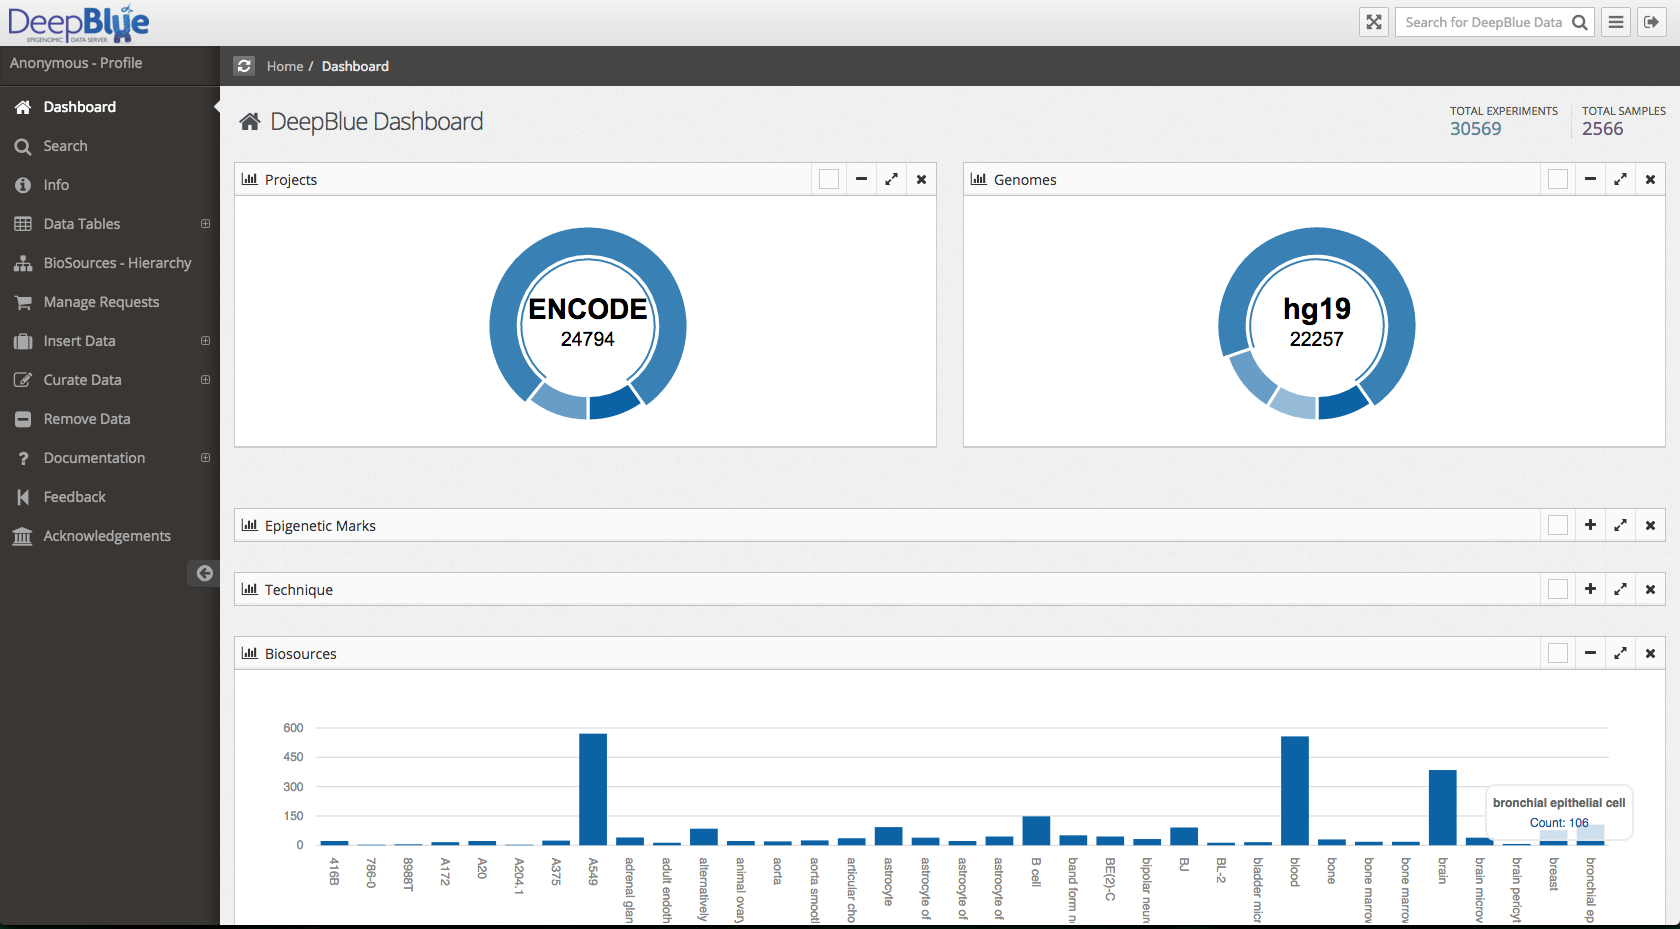 DeepBlue
EPIGENOMIC DATA SERVER
Search for DeepBlue Data
Anonymous - Profile
Home / Dashboard
Dashboard
Search
Info
Data Tables
BioSources - Hierarchy
Manage Requests
Insert Data
Curate Data
Remove Data
Documentation
Feedback
Acknowledgements
DeepBlue Dashboard
TOTAL EXPERIMENTS
30569
TOTAL SAMPLES
2566
Projects
ENCODE
24794
Genomes
hg19
22257
Epigenetic Marks
Technique
Biosources
600
450
300
150
0
bronchial epithelial cell
Count: 106
416B
786-0
8988T
A172
A20
A204.1
A375
A549
adrenal glan
adult endoth
alternatively
animal ovary
aorta
aorta smooth
articular cho
astrocyte
astrocyte of
astrocyte of
astrocyte of
B cell
band form n
BE(2)-C
bipolar neuro
BJ
BL-2
bladder micr
blood
bone
bone marrow
bone marrow
brain
brain microv
brain pericyt
breast
bronchial ep